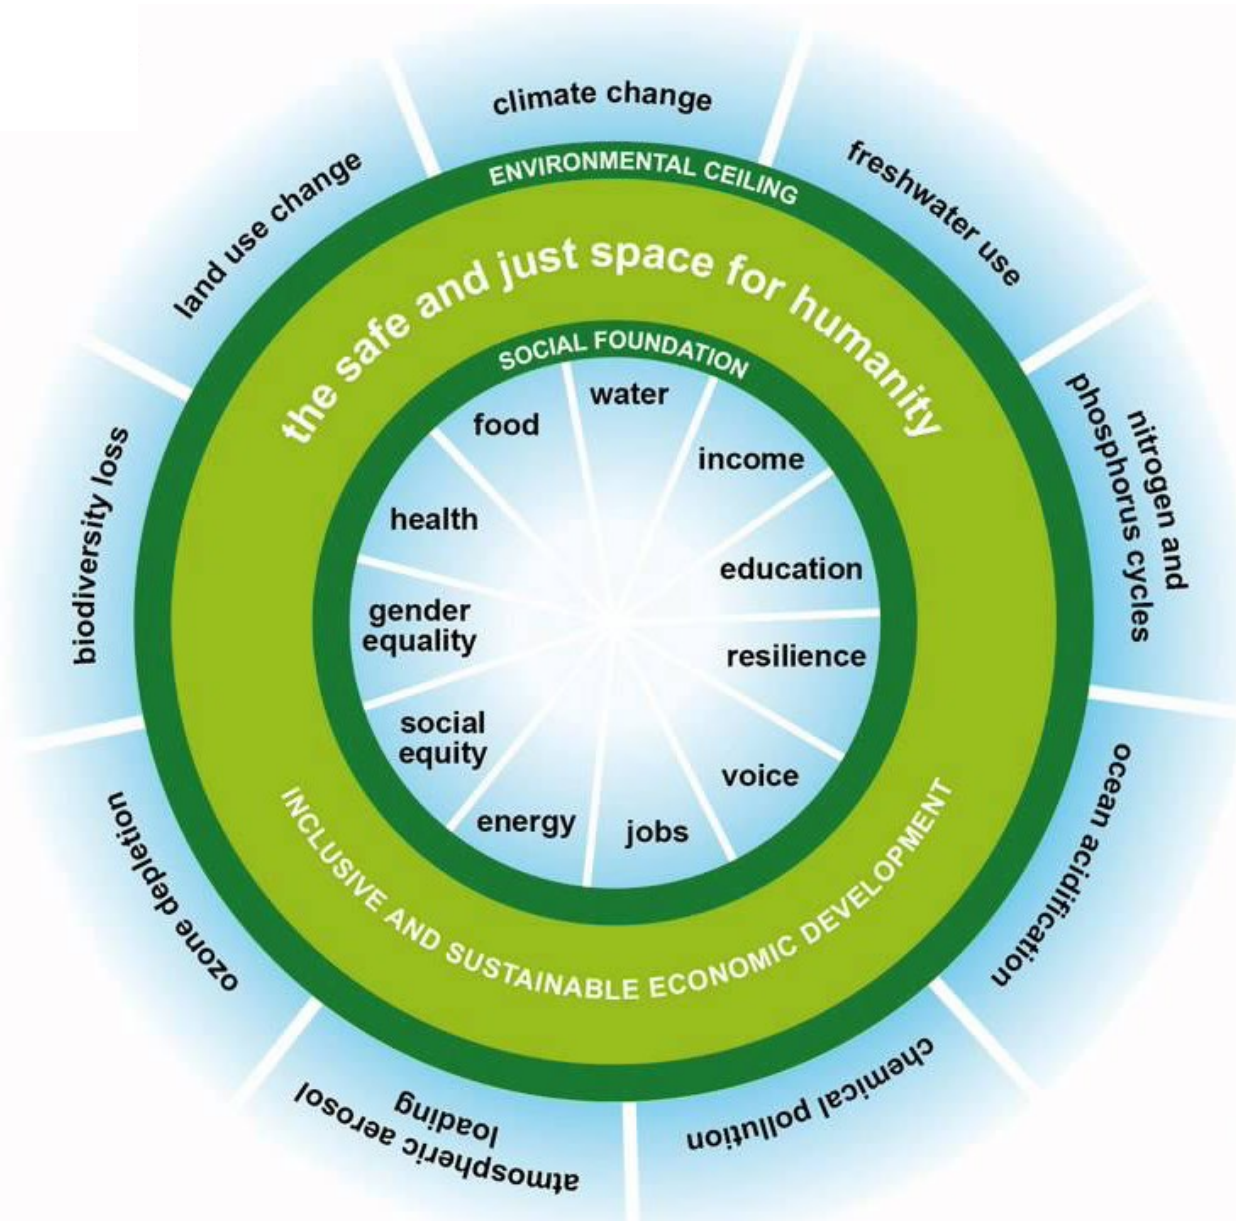 climate change
freshwater use
nitrogen and
phosphorus cycles
ocean acidification
chemical pollution
atmospheric aerosol
loading
ozone depletion
biodiversity loss
land use change
ENVIRONMENTAL CEILING
the safe and just space for humanity
SOCIAL FOUNDATION
water
income
education
resilience
voice
jobs
energy
social
equity
gender
equality
health
food
INCLUSIVE AND SUSTAINABLE ECONOMIC DEVELOPMENT